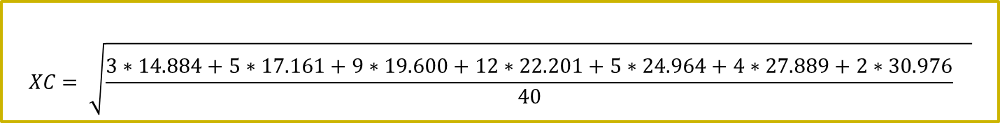 XC = √((3 ∗ 14.884 + 5 ∗ 17.161 + 9 ∗ 19.600 + 12 ∗ 22.201 + 5 ∗ 24.964 + 4 ∗ 27.889 + 2 ∗ 30.976) / 40)